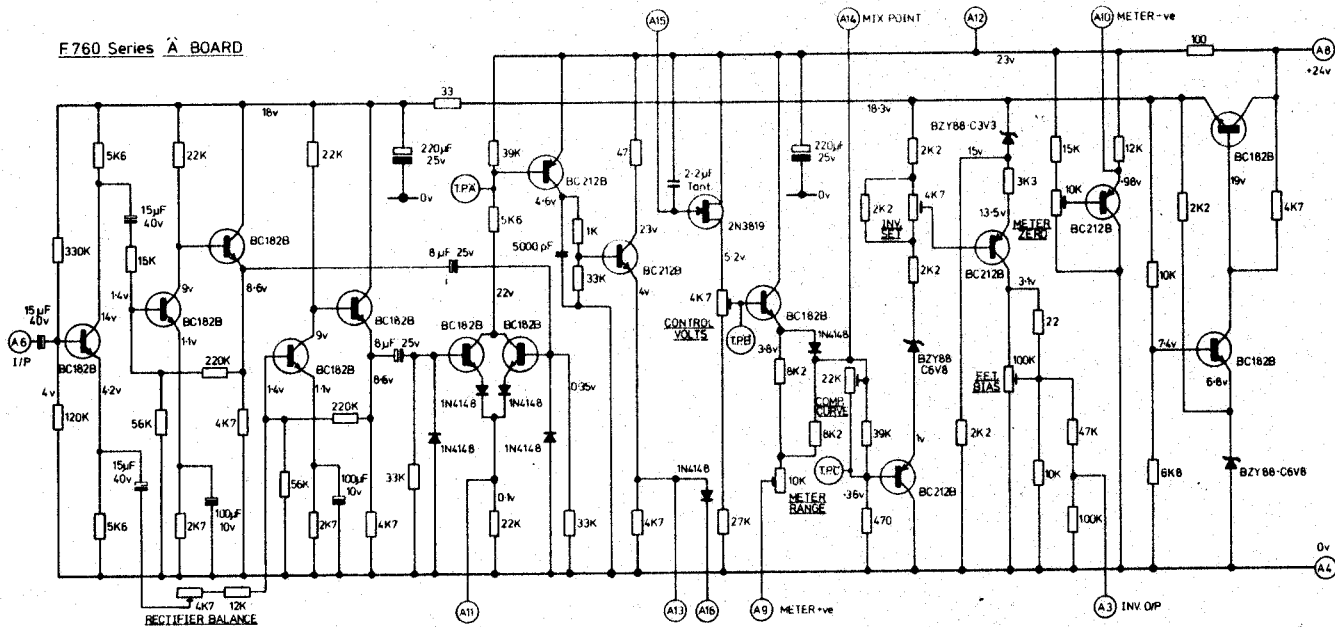 F.760 Series 'A' BOARD
A15
A14 MIX POINT
A12
A10 METER -ve
100
A8
+24v
23v
33
18v
18·3v
5K6
22K
22K
220µF
25v
0v
39K
T.P.A.
BC212B
4·6v
47
2·2µF
Tant.
2N3819
220µF
25v
0v
2K2
BZY88·C3V3
15v
15K
12K
BC182B
19v
15µF
40v
15K
BC182B
8µF 25v
5K6
5000pF
1K
33K
23v
BC212B
5·2v
2K2
4K7
INV.
SET
3K3
13·5v
METER
ZERO
10K
·98v
BC212B
2K2
4K7
330K
8·6v
1·4v
9v
BC182B
1·1v
14v
15µF
40v
A6
I/P
BC182B
4·2v
4v
120K
220K
56K
4K7
9v
BC182B
BC182B
1·4v
1·1v
8µF 25v
8·6v
220K
22v
BC182B
BC182B
1N4148
1N4148
0·95v
4v
4K7
CONTROL
VOLTS
T.P.B.
BC182B
3·8v
1N4148
2K2
BC212B
3·1v
22
10K
7·4v
BC182B
6·8v
8K2
22K
COMP.
CURVE
BZY88
C6V8
100K
F.E.T.
BIAS
15µF
40v
5K6
2K7
100µF
10v
56K
2K7
100µF
10v
4K7
33K
1N4148
1N4148
0·1v
22K
33K
4K7
1N4148
27K
8K2
10K
METER
RANGE
T.P.C.
39K
1v
BC212B
·36v
470
2K2
10K
47K
100K
6K8
BZY88-C6V8
0v
A4
4K7
12K
RECTIFIER BALANCE
A11
A13
A16
A9 METER +ve
A3 INV. O/P